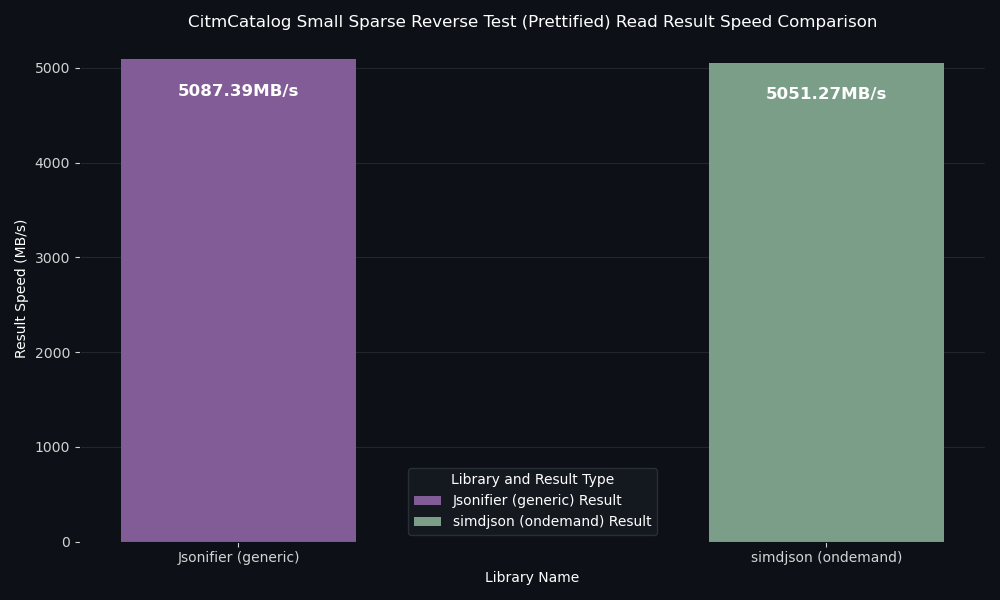 CitmCatalog Small Sparse Reverse Test (Prettified) Read Result Speed Comparison
5000
4000
3000
2000
1000
0
Result Speed (MB/s)
5087.39MB/s
5051.27MB/s
Library and Result Type
Jsonifier (generic) Result
simdjson (ondemand) Result
Jsonifier (generic)
simdjson (ondemand)
Library Name